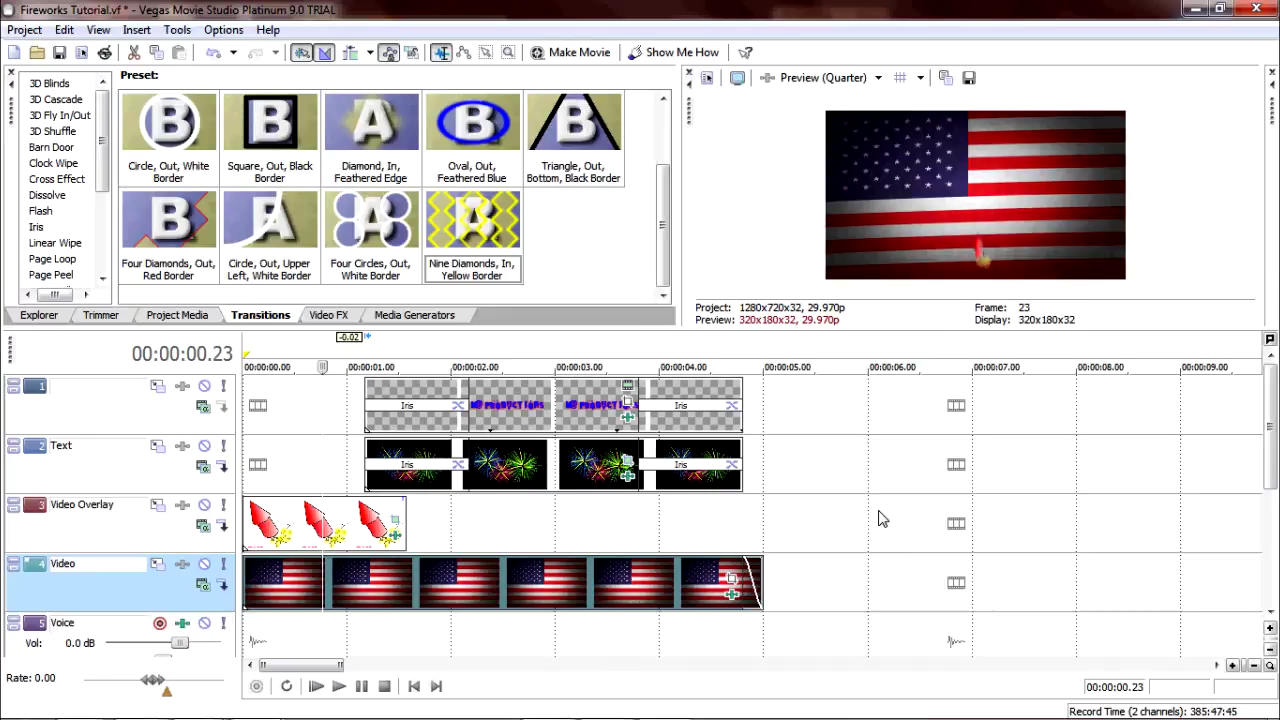 Fireworks Tutorial.vf * - Vegas Movie Studio Platinum 9.0 TRIAL
Project Edit View Insert Tools Options Help
Make Movie Show Me How
3D Blinds
3D Cascade
3D Fly In/Out
3D Shuffle
Barn Door
Clock Wipe
Cross Effect
Dissolve
Flash
Iris
Linear Wipe
Page Loop
Page Peel
Preset:
Circle, Out, White Border
Square, Out, Black Border
Diamond, In, Feathered Edge
Oval, Out, Feathered Blue
Triangle, Out, Bottom, Black Border
Four Diamonds, Out, Red Border
Circle, Out, Upper Left, White Border
Four Circles, Out, White Border
Nine Diamonds, In, Yellow Border
Explorer Trimmer Project Media Transitions Video FX Media Generators
Preview (Quarter)
Project: 1280x720x32, 29.970p Frame: 23
Preview: 320x180x32, 29.970p Display: 320x180x32
-0.02
00:00:00.23
00:00:00.00 00:00:01.00 00:00:02.00 00:00:03.00 00:00:04.00 00:00:05.00 00:00:06.00 00:00:07.00 00:00:08.00 00:00:09.00
1
Iris PRODUCTIONS Iris
2 Text
Iris Iris
3 Video Overlay
4 Video
5 Voice
Vol: 0.0 dB
Rate: 0.00
00:00:00.23
Record Time (2 channels): 385:47:45